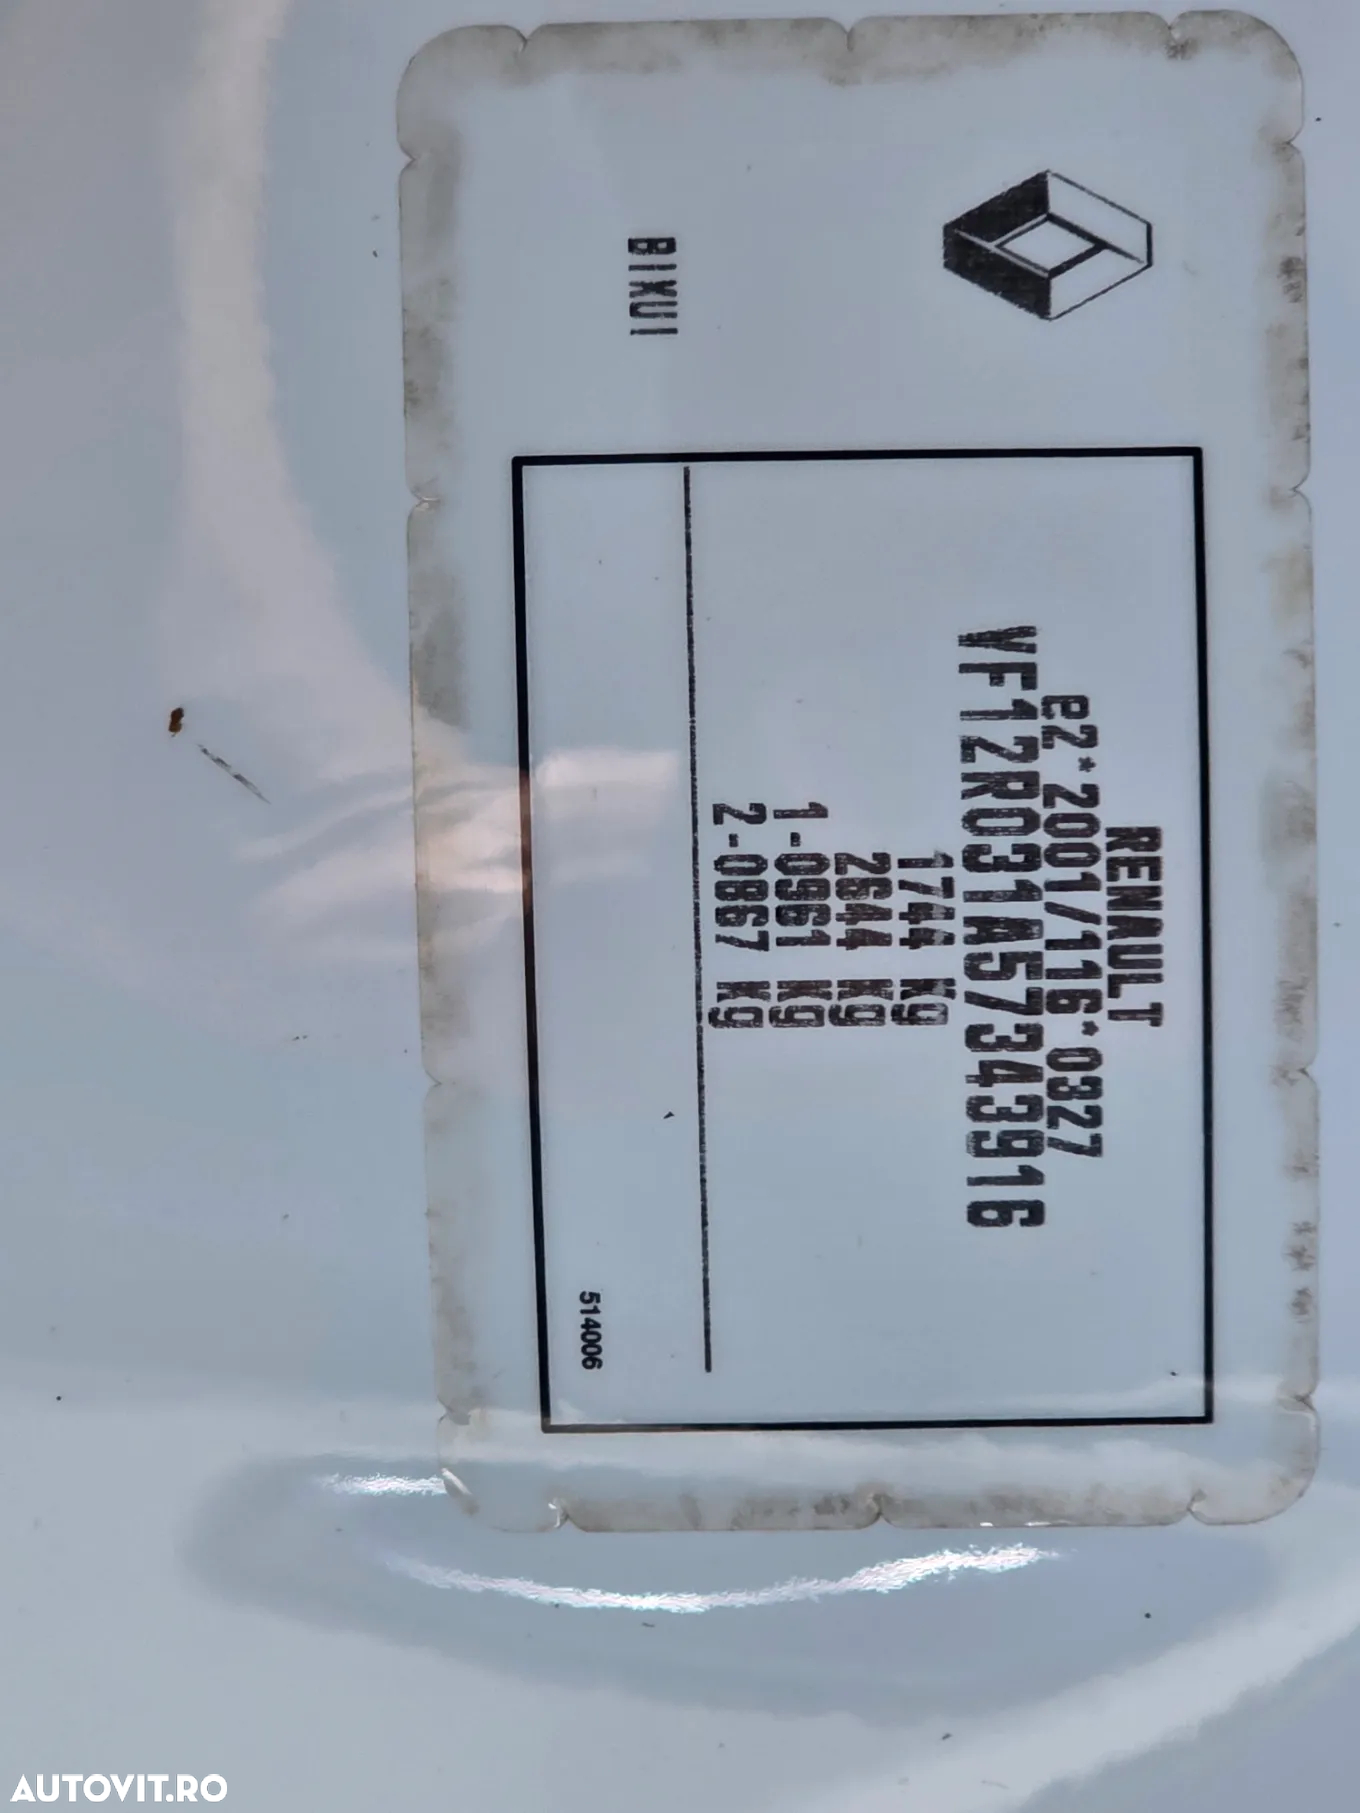 RENAULT
e2*2001/116*0327
VF12R031A57343916
1744 kg
2644 kg
1-0961 kg
2-0867 kg
514006
BIXUI
AUTOVIT.RO